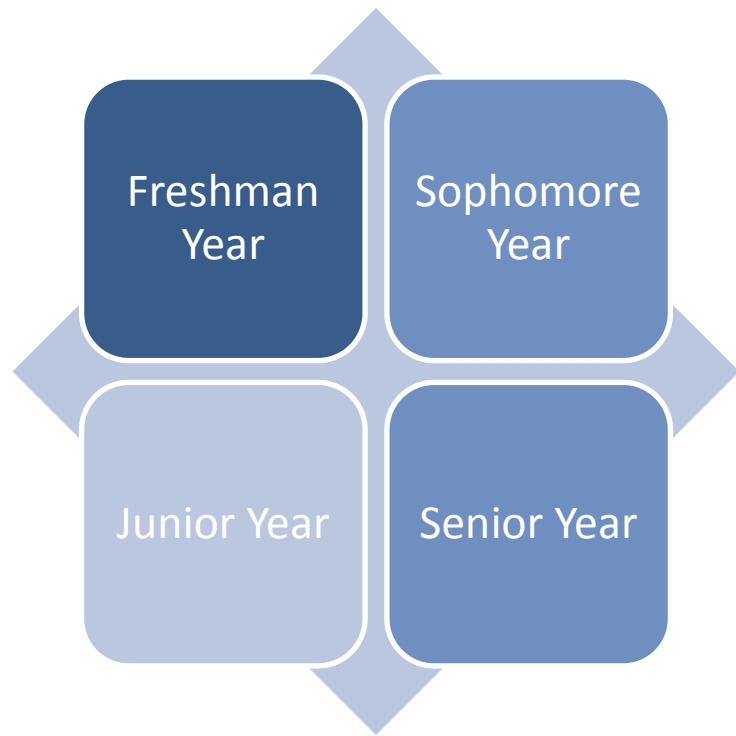 Freshman
Year
Sophomore
Year
Junior Year
Senior Year